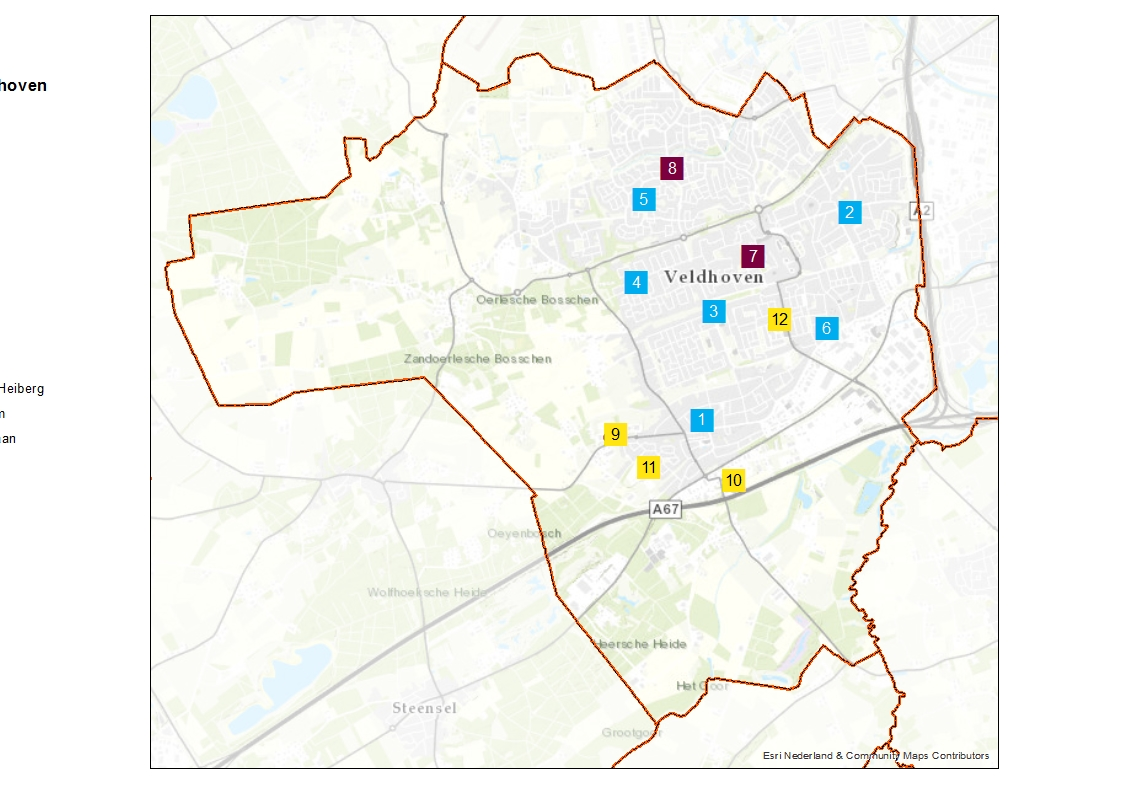 hoven
8
5
2
A2
7
Veldhoven
4
Oerlesche Bosschen
3
12
6
Zandoerlesche Bosschen
Heiberg
1
9
11
10
A67
Oeyenbosch
Wolfhoeksche Heide
Heersche Heide
Het Goor
Steensel
Grootgoor
Esri Nederland & Community Maps Contributors